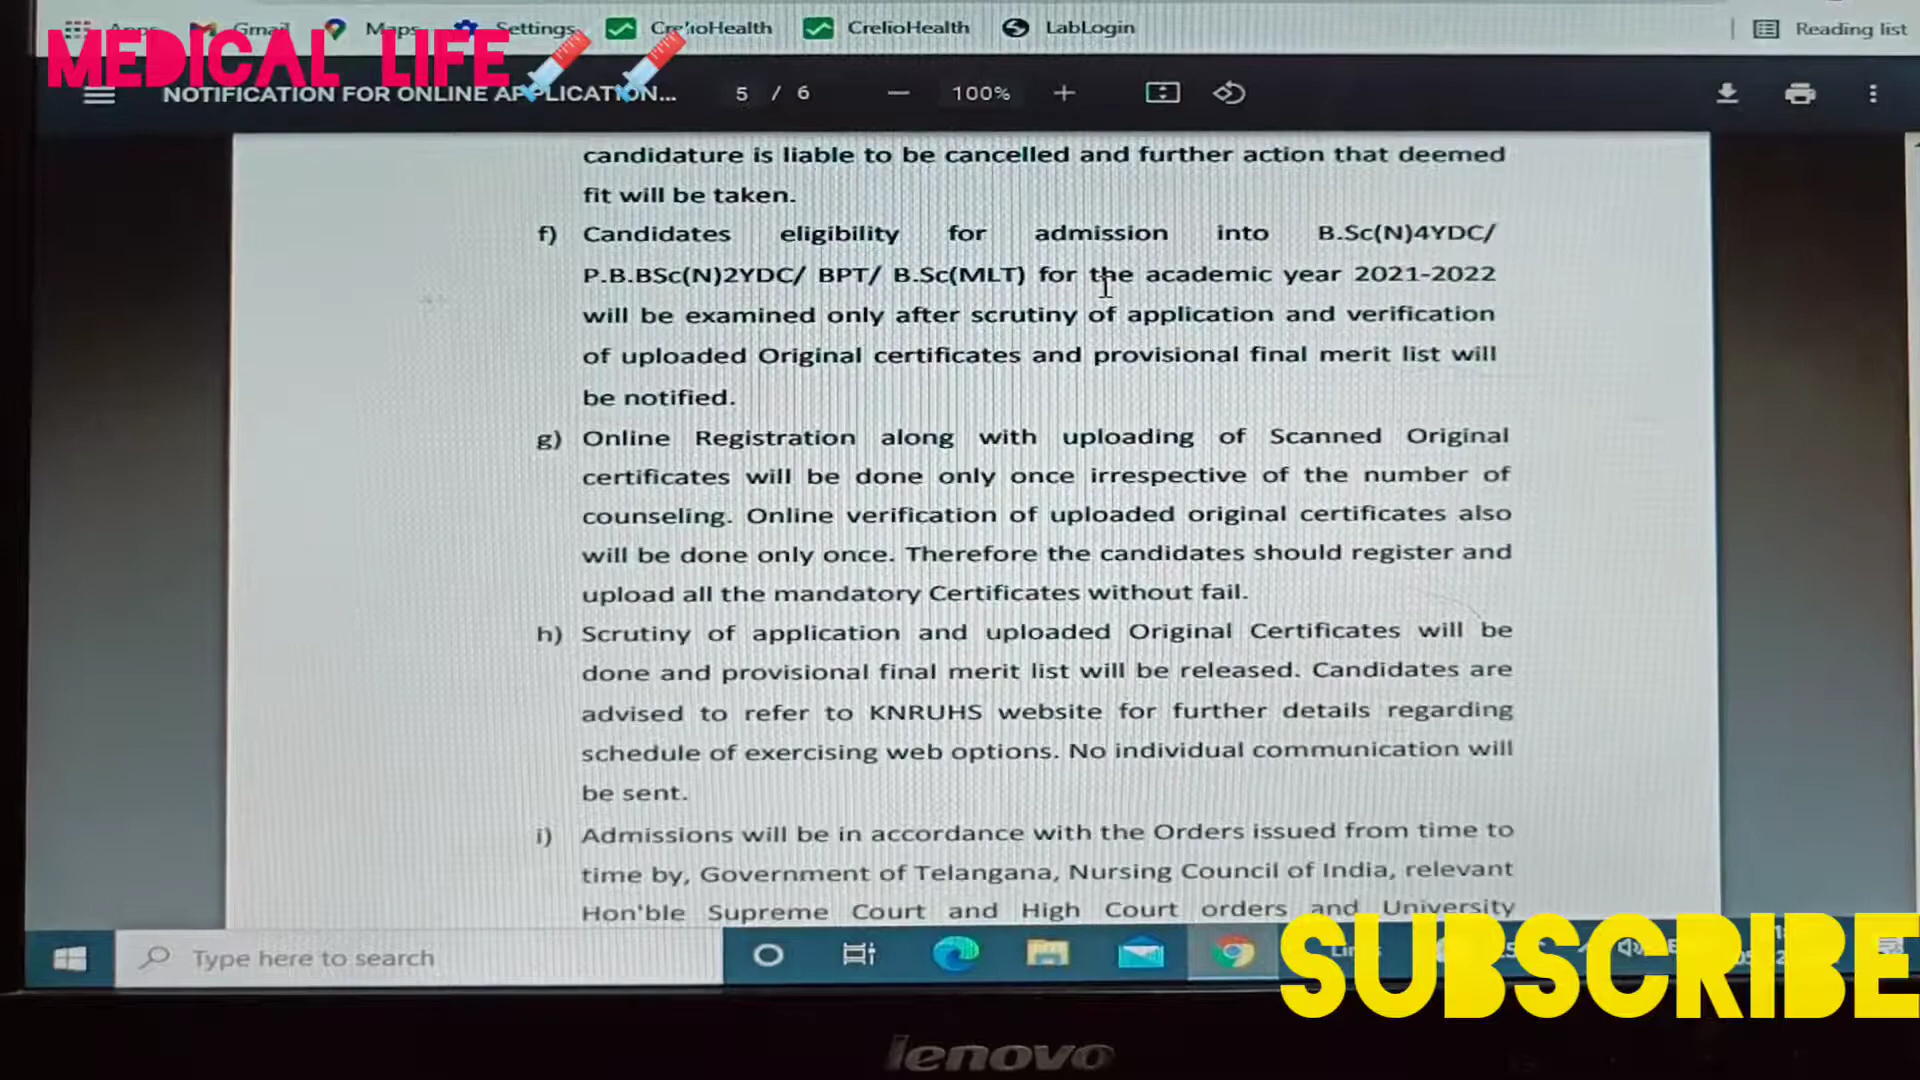 Gmail Maps Settings CrelioHealth CrelioHealth LabLogin Reading list
MEDICAL LIFE
NOTIFICATION FOR ONLINE APPLICATION... 5 / 6 100%
candidature is liable to be cancelled and further action that deemed
fit will be taken.
f) Candidates eligibility for admission into B.Sc(N)4YDC/
P.B.BSc(N)2YDC/ BPT/ B.Sc(MLT) for the academic year 2021-2022
will be examined only after scrutiny of application and verification
of uploaded Original certificates and provisional final merit list will
be notified.
g) Online Registration along with uploading of Scanned Original
certificates will be done only once irrespective of the number of
counseling. Online verification of uploaded original certificates also
will be done only once. Therefore the candidates should register and
upload all the mandatory Certificates without fail.
h) Scrutiny of application and uploaded Original Certificates will be
done and provisional final merit list will be released. Candidates are
advised to refer to KNRUHS website for further details regarding
schedule of exercising web options. No individual communication will
be sent.
i) Admissions will be in accordance with the Orders issued from time to
time by, Government of Telangana, Nursing Council of India, relevant
Hon'ble Supreme Court and High Court orders and University
Type here to search
SUBSCRIBE
lenovo